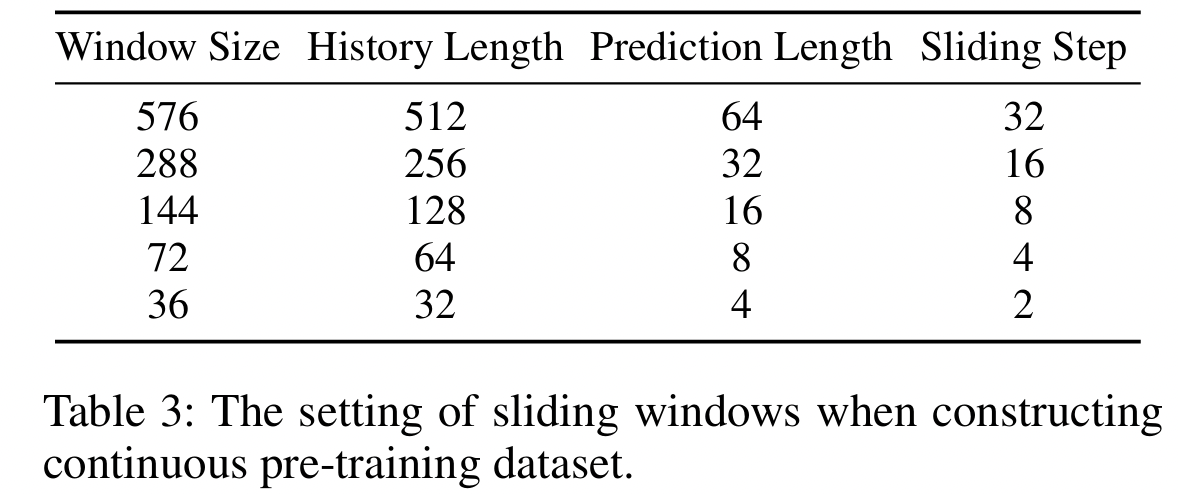 Window Size History Length Prediction Length Sliding Step
576 512 64 32
288 256 32 16
144 128 16 8
72 64 8 4
36 32 4 2
Table 3: The setting of sliding windows when constructing
continuous pre-training dataset.